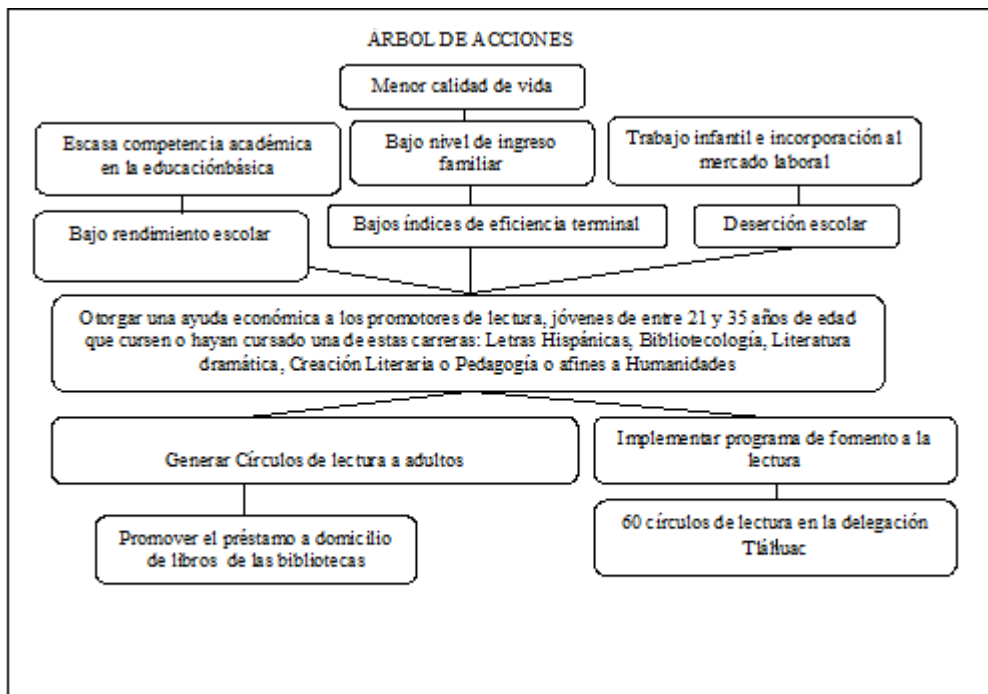 ÁRBOL DE ACCIONES
Menor calidad de vida
Escasa competencia académica
en la educaciónbásica
Bajo nivel de ingreso
familiar
Trabajo infantil e incorporación al
mercado laboral
Bajo rendimiento escolar
Bajos índices de eficiencia terminal
Deserción escolar
Otorgar una ayuda económica a los promotores de lectura, jóvenes de entre 21 y 35 años de edad
que cursen o hayan cursado una de estas carreras: Letras Hispánicas, Bibliotecología, Literatura
dramática, Creación Literaria o Pedagogía o afines a Humanidades
Generar Círculos de lectura a adultos
Implementar programa de fomento a la
lectura
Promover el préstamo a domicilio
de libros de las bibliotecas
60 círculos de lectura en la delegación
Tláhuac